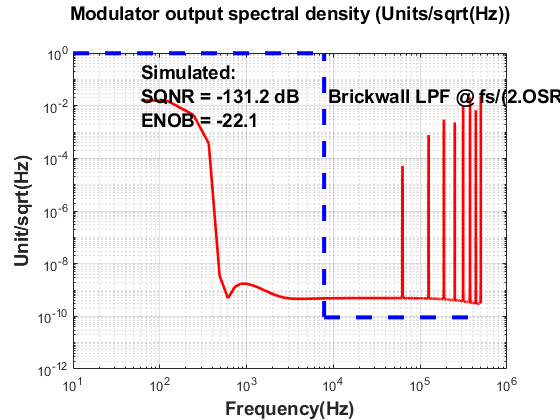 Modulator output spectral density (Units/sqrt(Hz))
Simulated:
SQNR = -131.2 dB
ENOB = -22.1
Brickwall LPF @ fs/(2.OSR
Unit/sqrt(Hz)
10^0
10^-2
10^-4
10^-6
10^-8
10^-10
10^-12
10^1
10^2
10^3
10^4
10^5
10^6
Frequency(Hz)